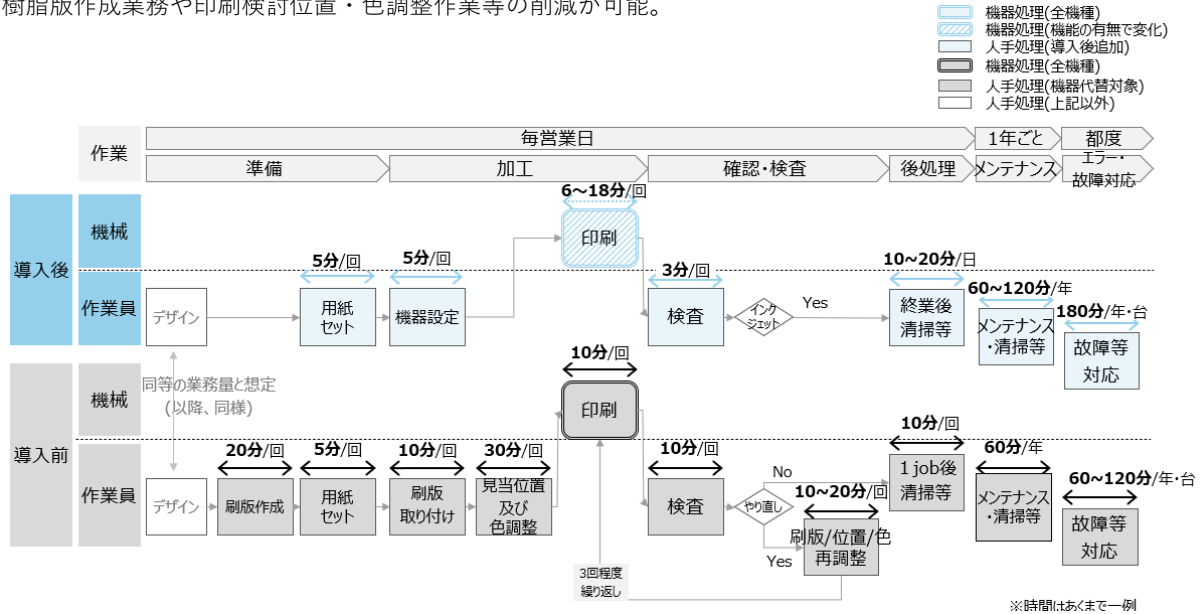 樹脂版作成業務や印刷検討位置・色調整作業等の削減が可能。
機器処理(全機種)
機器処理(機能の有無で変化)
人手処理(導入後追加)
機器処理(全機種)
人手処理(機器代替対象)
人手処理(上記以外)
作業
毎営業日
1年ごと
都度
準備
加工
確認・検査
後処理
メンテナンス
エラー・
故障対応
導入後
機械
6～18分/回
印刷
作業員
デザイン
5分/回
用紙
セット
5分/回
機器設定
3分/回
検査
インク
ジェット
Yes
10~20分/日
終業後
清掃等
60~120分/年
メンテナンス
・清掃等
180分/年・台
故障等
対応
同等の業務量と想定
(以降、同様)
導入前
機械
10分/回
印刷
作業員
デザイン
20分/回
刷版作成
5分/回
用紙
セット
10分/回
刷版
取り付け
30分/回
見当位置
及び
色調整
10分/回
検査
やり直し
No
Yes
10~20分/回
刷版/位置/色
再調整
3回程度
繰り返し
10分/回
1job後
清掃等
60分/年
メンテナンス
・清掃等
60~120分/年・台
故障等
対応
※時間はあくまで一例